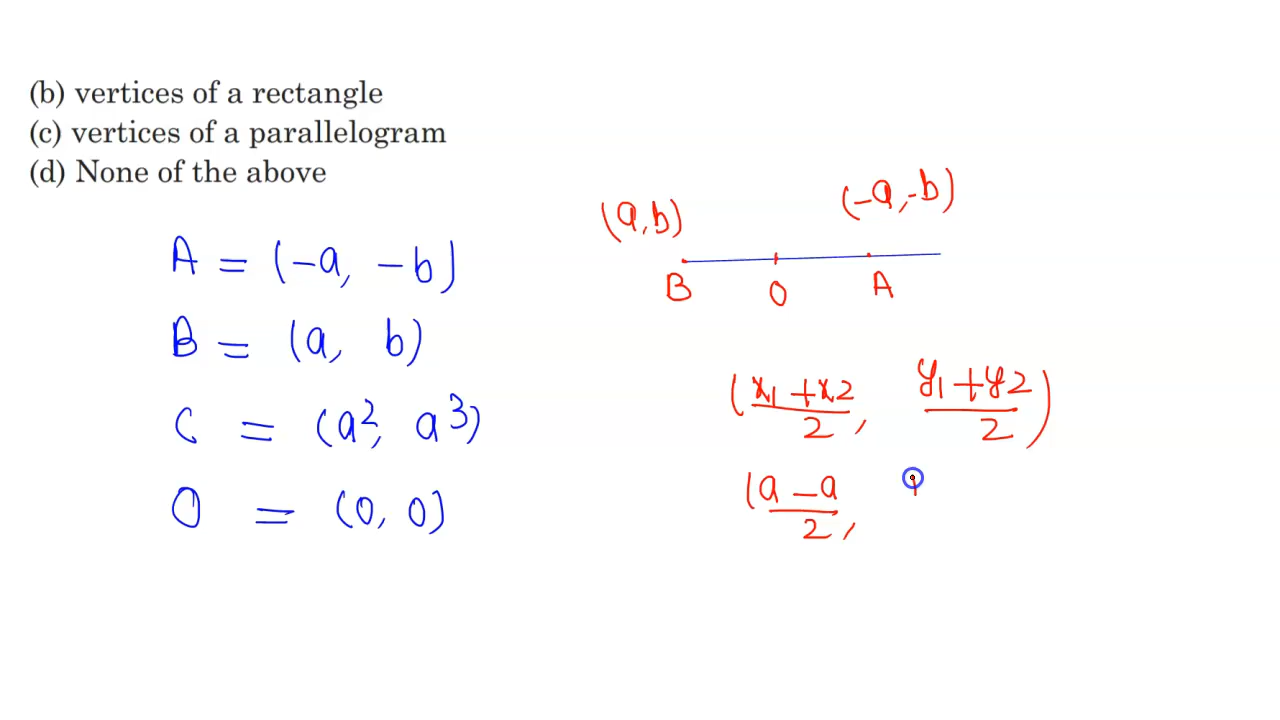 (b) vertices of a rectangle
(c) vertices of a parallelogram
(d) None of the above
(a, b) (-a, -b)
A = (-a, -b)
B O A
B = (a, b)
(x1 + x2 / 2, y1 + y2 / 2)
C = (a², a³)
(a - a / 2,
O = (0, 0)